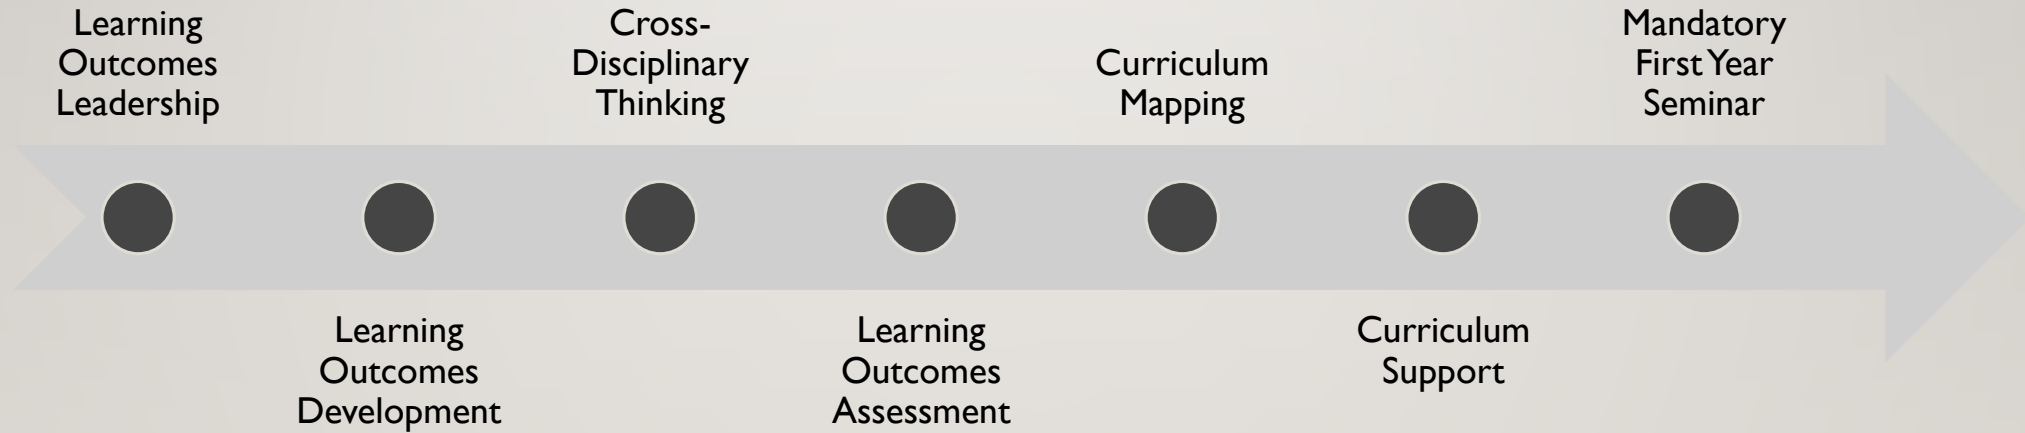 Learning
Outcomes
Leadership
Cross-
Disciplinary
Thinking
Curriculum
Mapping
Mandatory
First Year
Seminar
Learning
Outcomes
Development
Learning
Outcomes
Assessment
Curriculum
Support